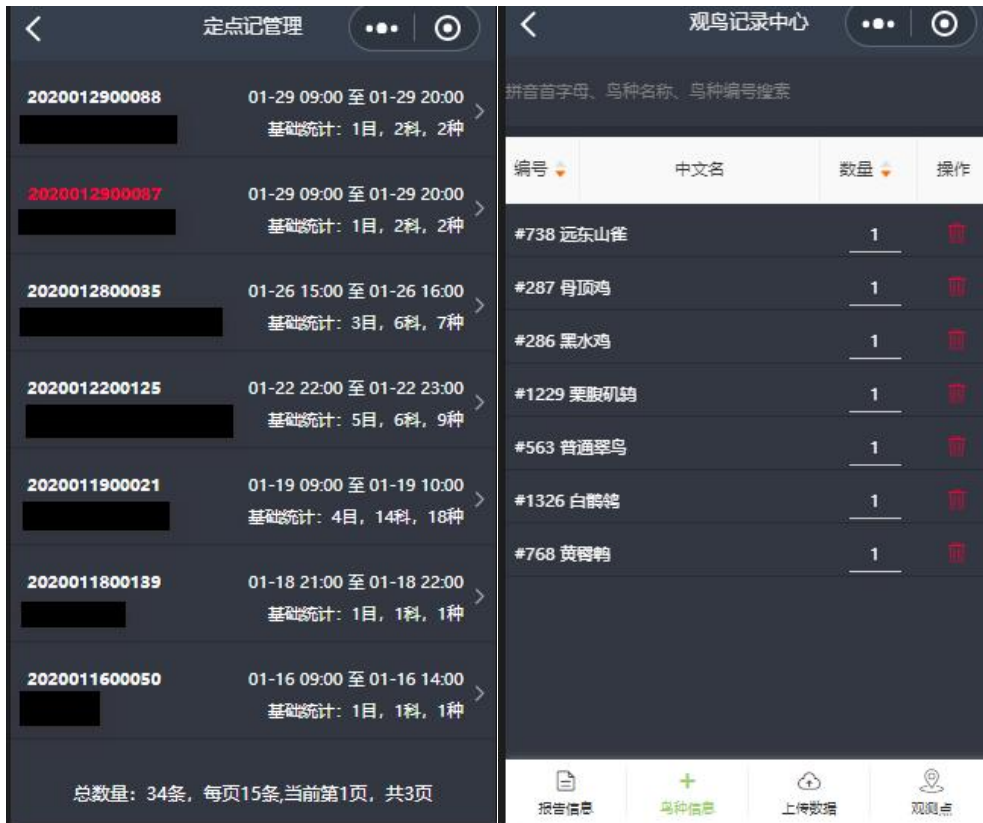 定点记管理
2020012900088
01-29 09:00 至 01-29 20:00
基础统计：1目，2科，2种
2020012900087
01-29 09:00 至 01-29 20:00
基础统计：1目，2科，2种
2020012800035
01-26 15:00 至 01-26 16:00
基础统计：3目，6科，7种
2020012200125
01-22 22:00 至 01-22 23:00
基础统计：5目，6科，9种
2020011900021
01-19 09:00 至 01-19 10:00
基础统计：4目，14科，18种
2020011800139
01-18 21:00 至 01-18 22:00
基础统计：1目，1科，1种
2020011600050
01-16 09:00 至 01-16 14:00
基础统计：1目，1科，1种
总数量：34条，每页15条,当前第1页，共3页
观鸟记录中心
拼音首字母、鸟种名称、鸟种编号搜索
编号 中文名 数量 操作
#738 远东山雀 1
#287 骨顶鸡 1
#286 黑水鸡 1
#1229 栗腹矶鸫 1
#563 普通翠鸟 1
#1326 白鹡鸰 1
#768 黄臀鹎 1
报告信息 鸟种信息 上传数据 观测点